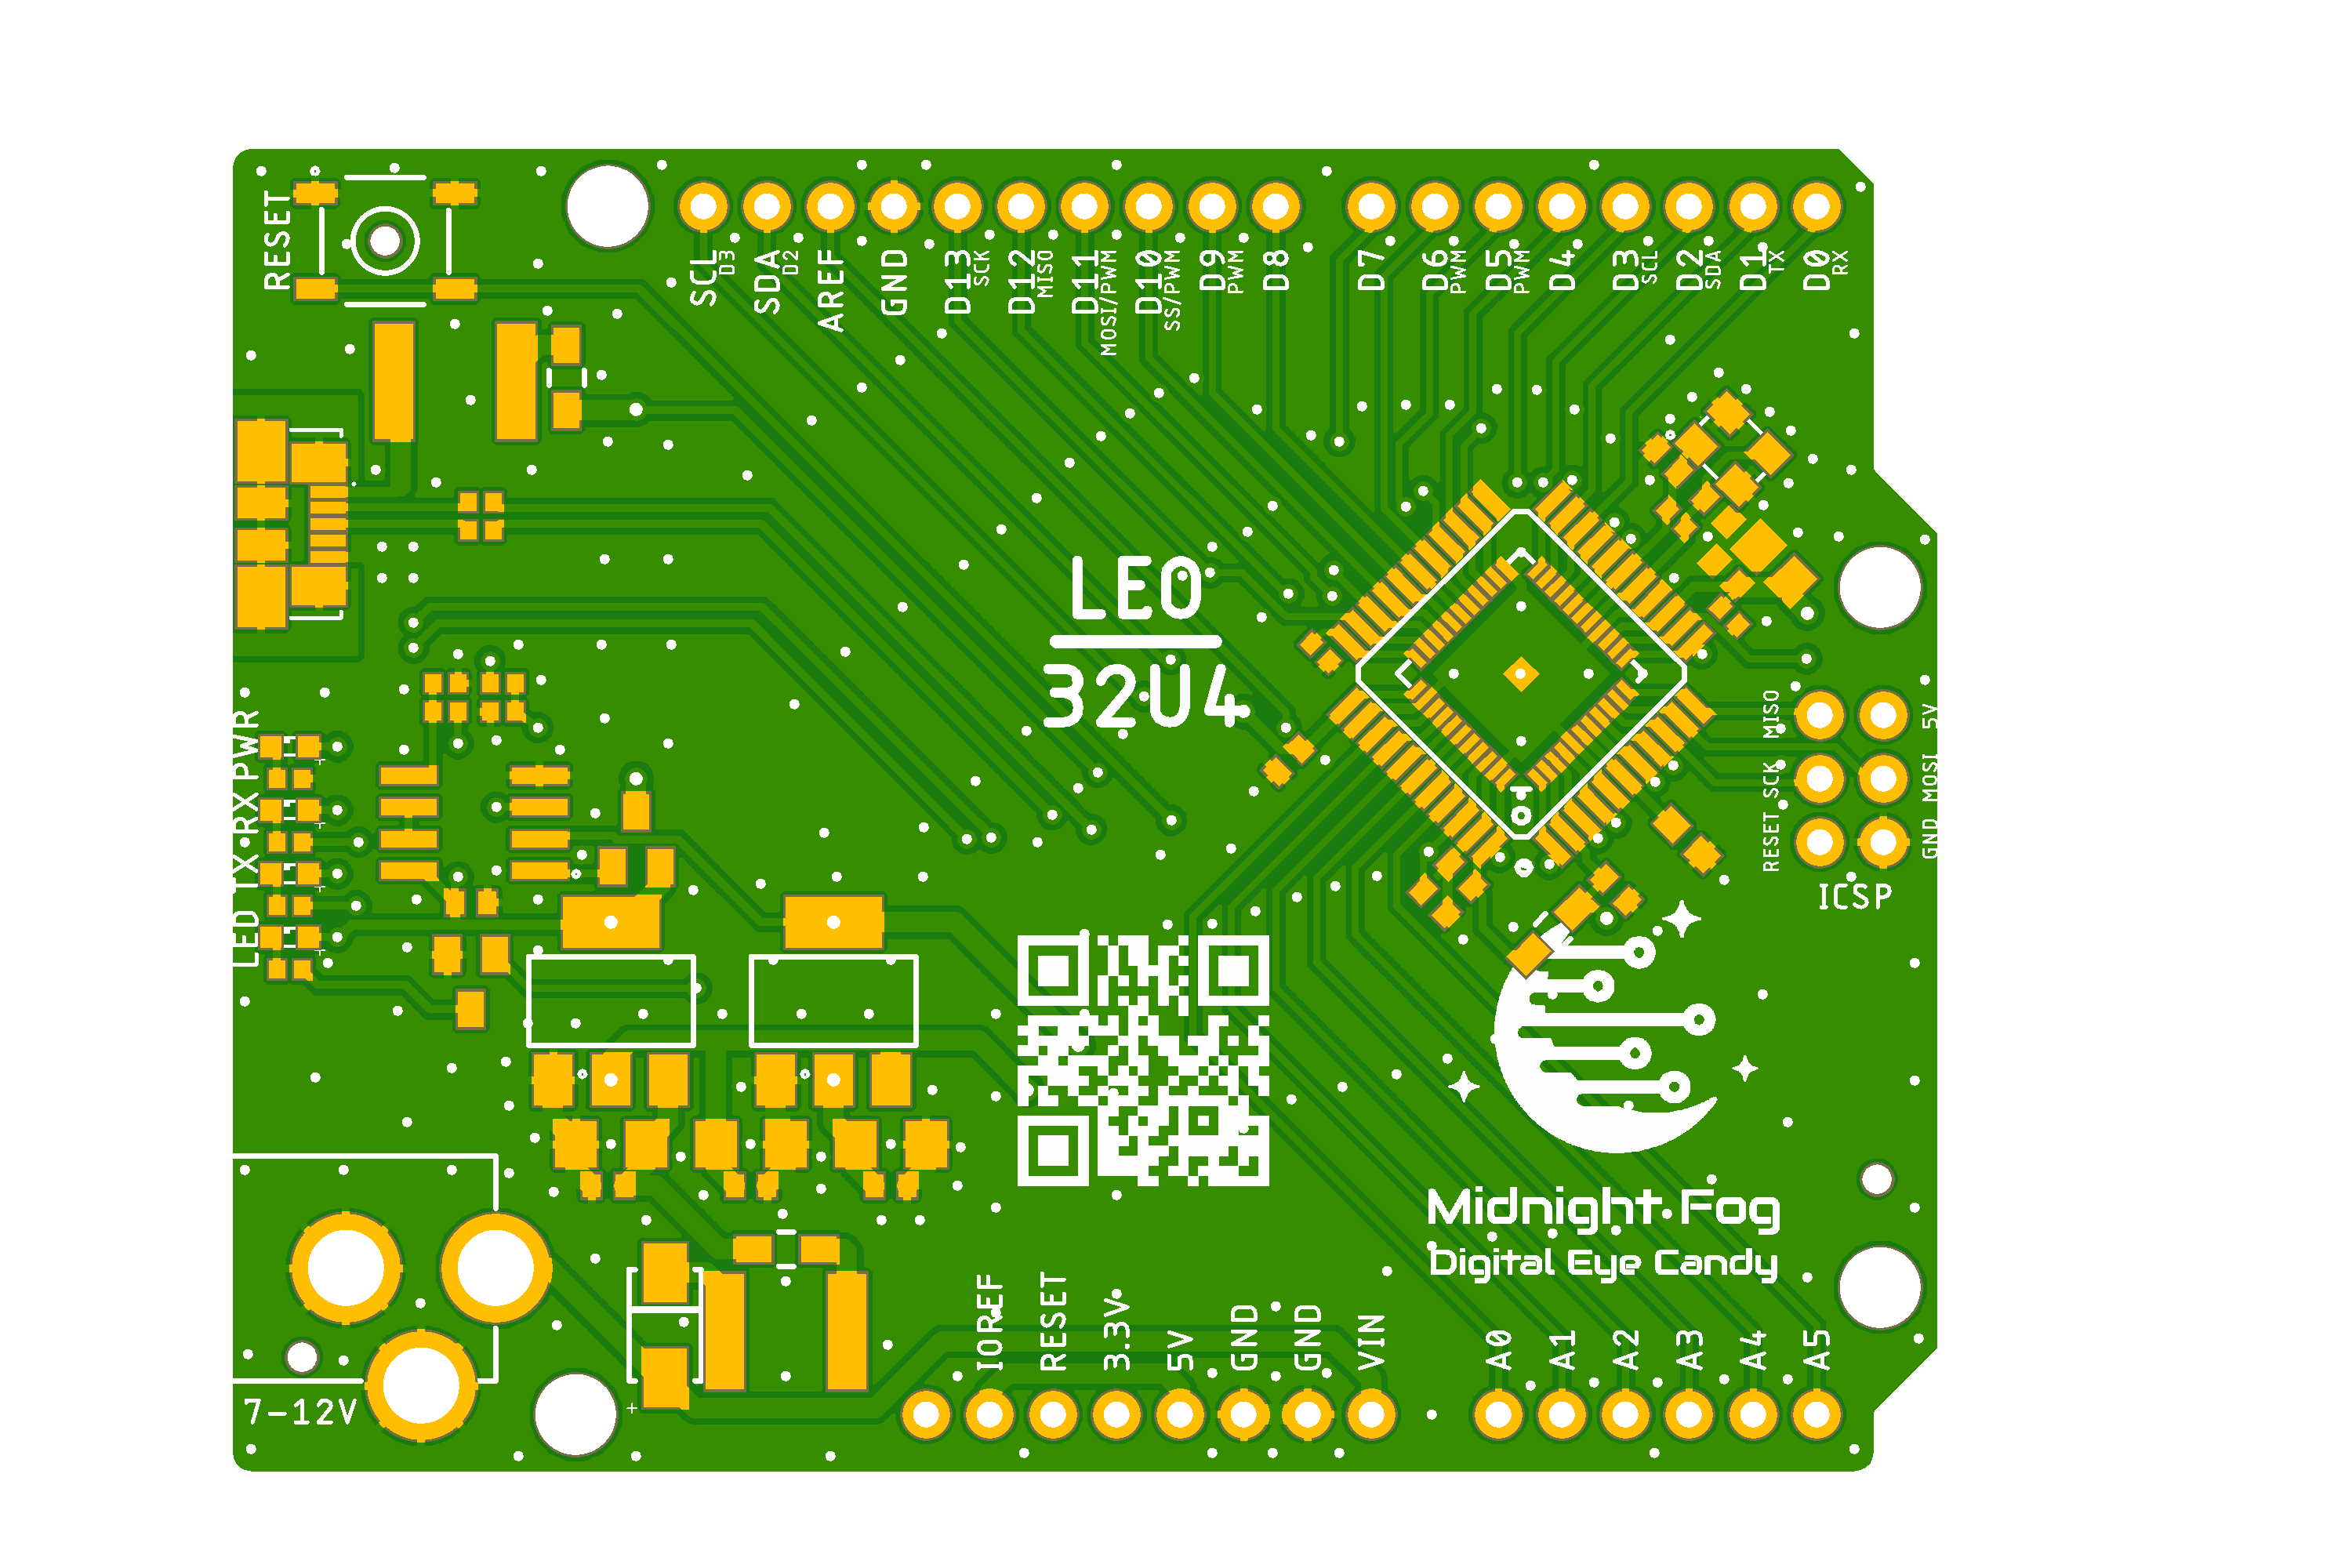 RESET
SCL
D3
SDA
D2
AREF
GND
D13
SCK
D12
MISO
D11
MOSI/PWM
D10
SS/PWM
D9
PWM
D8
D7
D6
PWM
D5
PWM
D4
D3
SCL
D2
SDA
D1
TX
D0
RX
LEO
32U4
PWR
RX
TX
LED
MISO
5V
SCK
MOSI
RESET
GND
ICSP
Midnight Fog
Digital Eye Candy
7-12V
+
IOREF
RESET
3.3V
5V
GND
GND
VIN
A0
A1
A2
A3
A4
A5